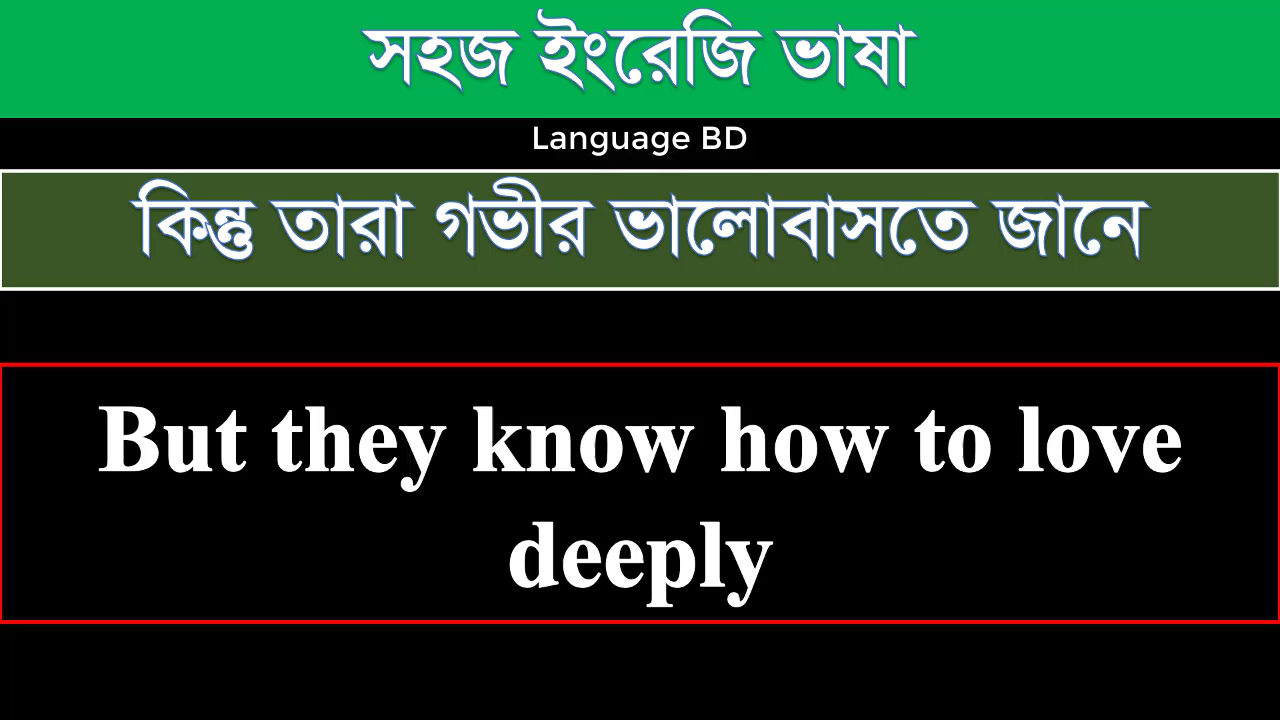 সহজ ইংরেজি ভাষা
Language BD
কিন্তু তারা গভীর ভালোবাসতে জানে
But they know how to love
deeply